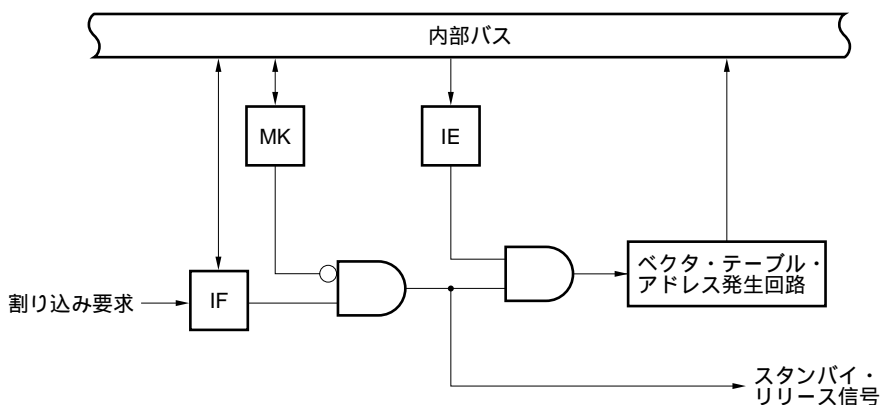 内部バス
MK
IE
ベクタ・テーブル・
アドレス発生回路
割り込み要求
IF
スタンバイ・
リリース信号